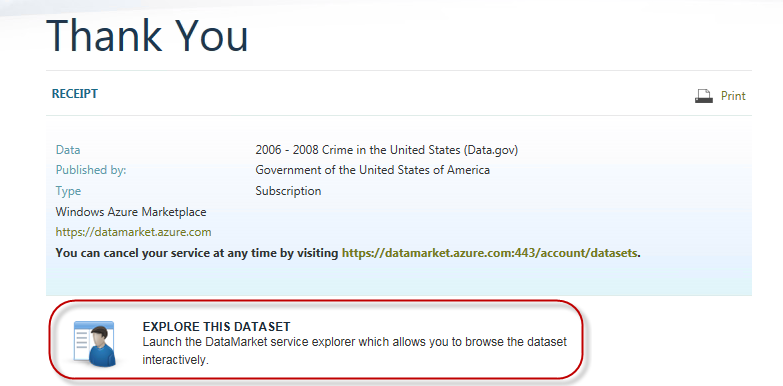 Thank You
RECEIPT
Print
Data 2006 - 2008 Crime in the United States (Data.gov)
Published by: Government of the United States of America
Type Subscription
Windows Azure Marketplace
https://datamarket.azure.com
You can cancel your service at any time by visiting https://datamarket.azure.com:443/account/datasets.
EXPLORE THIS DATASET
Launch the DataMarket service explorer which allows you to browse the dataset
interactively.